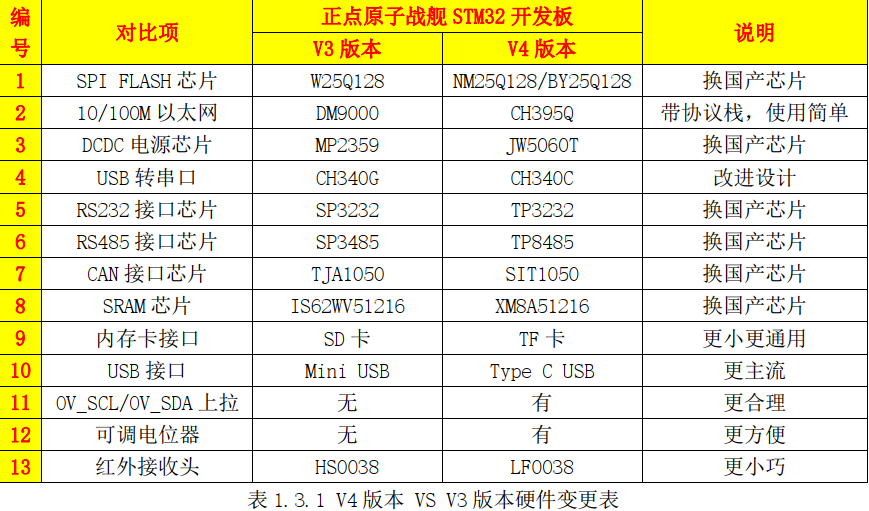 编号 对比项 正点原子战舰 STM32 开发板 说明
V3 版本 V4 版本
1 SPI FLASH 芯片 W25Q128 NM25Q128/BY25Q128 换国产芯片
2 10/100M 以太网 DM9000 CH395Q 带协议栈，使用简单
3 DCDC 电源芯片 MP2359 JW5060T 换国产芯片
4 USB 转串口 CH340G CH340C 改进设计
5 RS232 接口芯片 SP3232 TP3232 换国产芯片
6 RS485 接口芯片 SP3485 TP8485 换国产芯片
7 CAN 接口芯片 TJA1050 SIT1050 换国产芯片
8 SRAM 芯片 IS62WV51216 XM8A51216 换国产芯片
9 内存卡接口 SD 卡 TF 卡 更小更通用
10 USB 接口 Mini USB Type C USB 更主流
11 OV_SCL/OV_SDA 上拉 无 有 更合理
12 可调电位器 无 有 更方便
13 红外接收头 HS0038 LF0038 更小巧
表 1.3.1 V4 版本 VS V3 版本硬件变更表